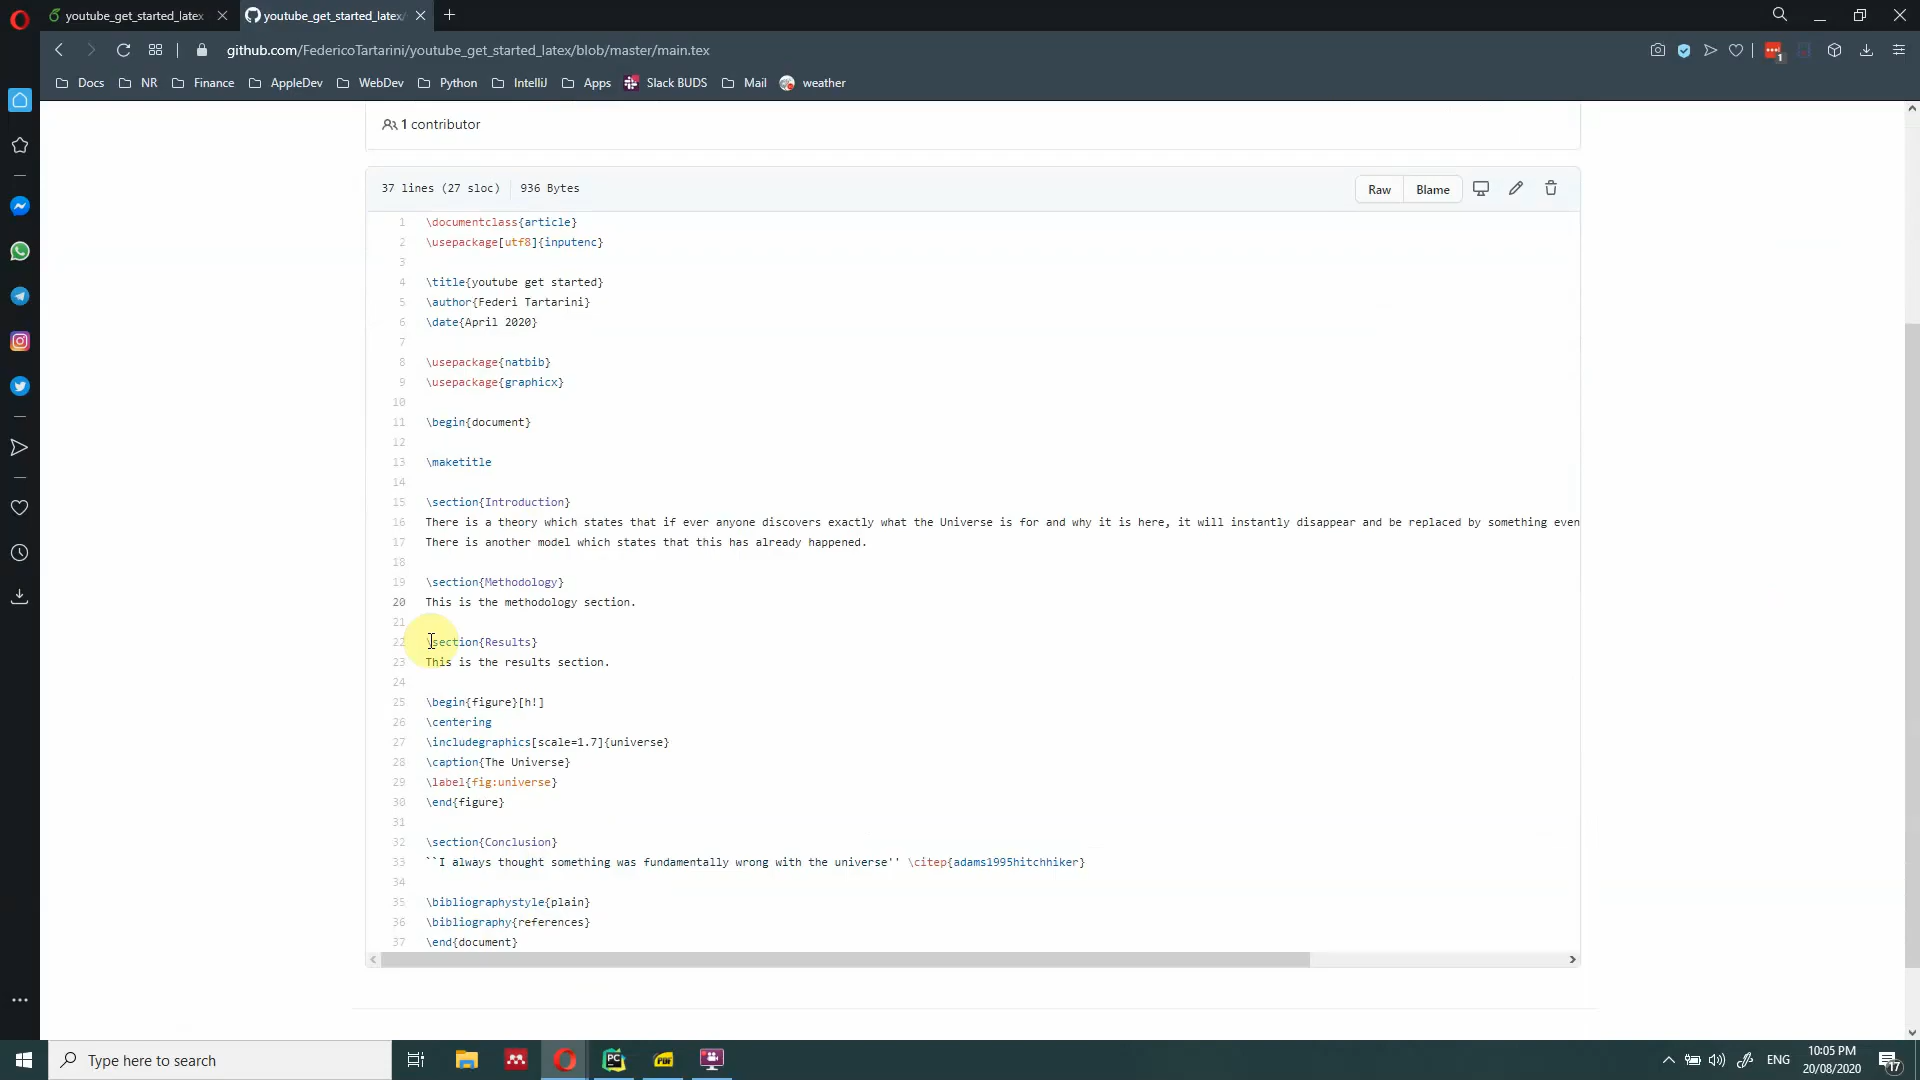 youtube_get_started_latex
youtube_get_started_latex/
github.com/FedericoTartarini/youtube_get_started_latex/blob/master/main.tex
1
Docs NR Finance AppleDev WebDev Python IntelliJ Apps Slack BUDS Mail weather
1 contributor
37 lines (27 sloc) 936 Bytes
Raw Blame
1 \documentclass{article}
2 \usepackage[utf8]{inputenc}
3
4 \title{youtube get started}
5 \author{Federi Tartarini}
6 \date{April 2020}
7
8 \usepackage{natbib}
9 \usepackage{graphicx}
10
11 \begin{document}
12
13 \maketitle
14
15 \section{Introduction}
16 There is a theory which states that if ever anyone discovers exactly what the Universe is for and why it is here, it will instantly disappear and be replaced by something even
17 There is another model which states that this has already happened.
18
19 \section{Methodology}
20 This is the methodology section.
21
22 \section{Results}
23 This is the results section.
24
25 \begin{figure}[h!]
26 \centering
27 \includegraphics[scale=1.7]{universe}
28 \caption{The Universe}
29 \label{fig:universe}
30 \end{figure}
31
32 \section{Conclusion}
33 ``I always thought something was fundamentally wrong with the universe'' \citep{adams1995hitchhiker}
34
35 \bibliographystyle{plain}
36 \bibliography{references}
37 \end{document}
Type here to search
PC
PDF
ENG
10:05 PM
20/08/2020
17